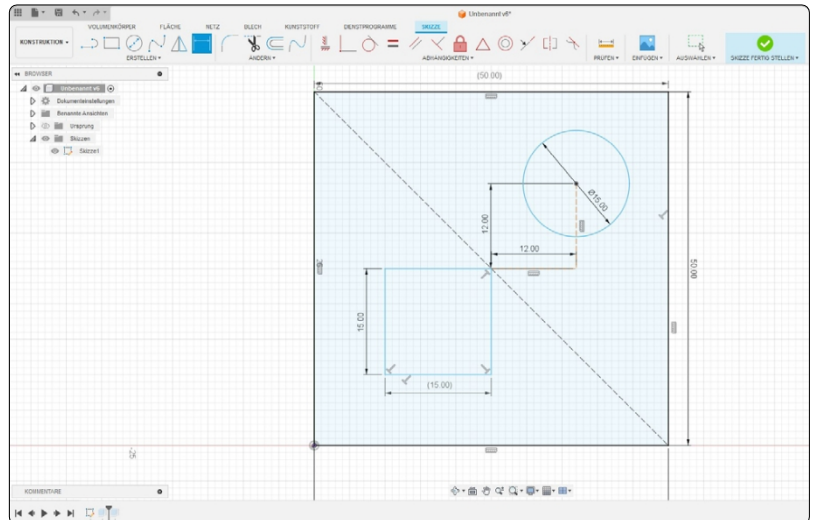 Unbenannt v6*
VOLUMENKÖRPER FLÄCHE NETZ BLECH KUNSTSTOFF DIENSTPROGRAMME SKIZZE
KONSTRUKTION
ERSTELLEN ÄNDERN ABHÄNGIGKEITEN PRÜFEN EINFÜGEN AUSWÄHLEN SKIZZE FERTIG STELLEN
BROWSER
Unbenannt v6
Dokumenteinstellungen
Benannte Ansichten
Ursprung
Skizzen
Skizze1
(50.00)
Ø15.00
12.00
12.00
50.00
15.00
(15.00)
25
KOMMENTARE